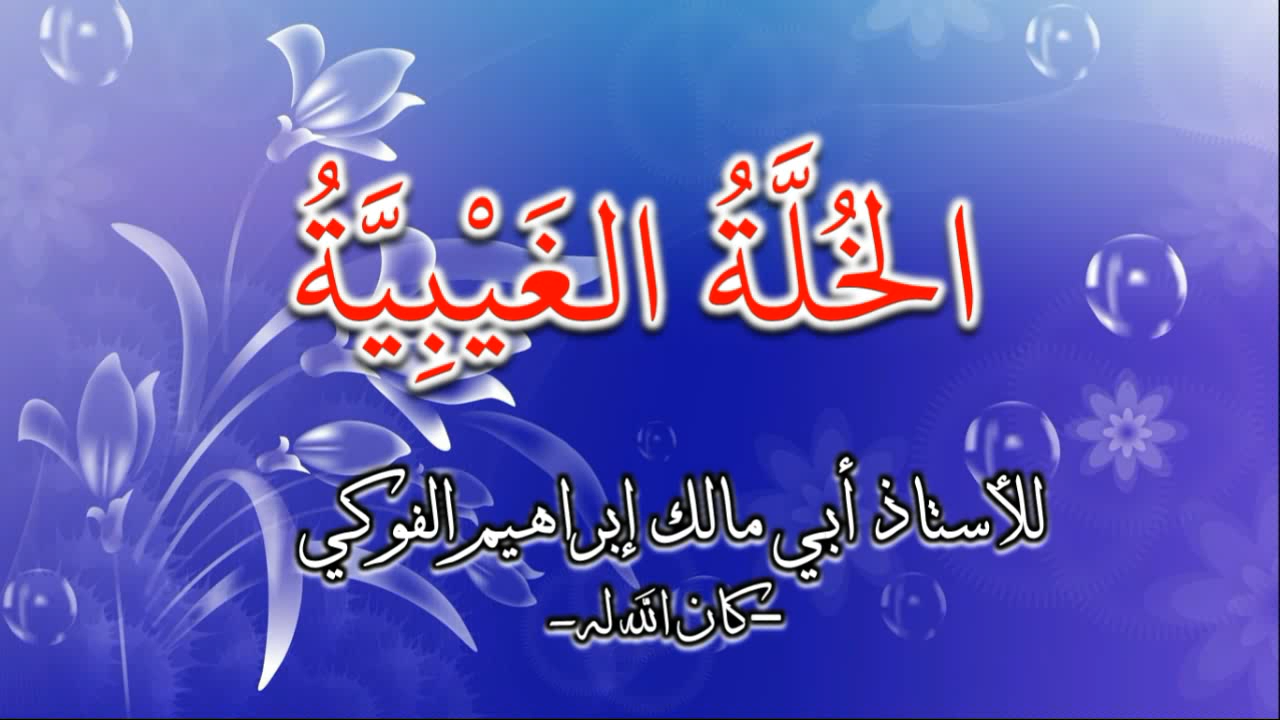 الخُلَّةُ الغَيْبِيَّةُ
للأستاذ أبي مالك إبراهيم الفوكي
-كان الله له-